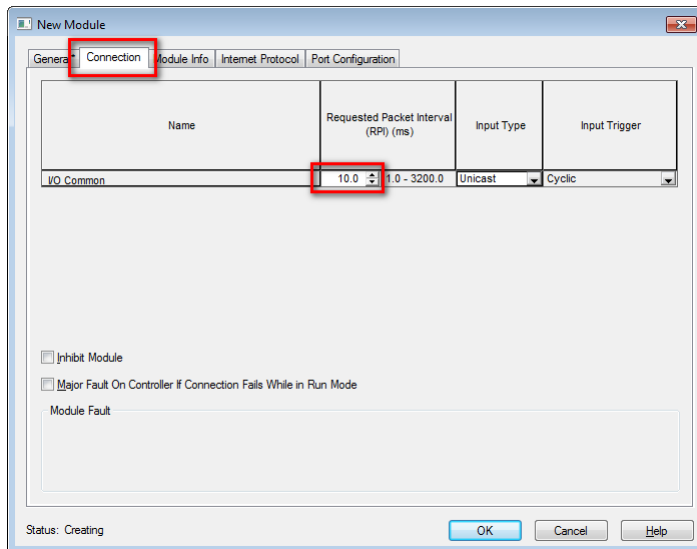 New Module
General* Connection Module Info Internet Protocol Port Configuration
Name
Requested Packet Interval
(RPI) (ms)
Input Type
Input Trigger
I/O Common 10.0 1.0 - 3200.0 Unicast Cyclic
Inhibit Module
Major Fault On Controller If Connection Fails While in Run Mode
Module Fault
Status: Creating
OK Cancel Help